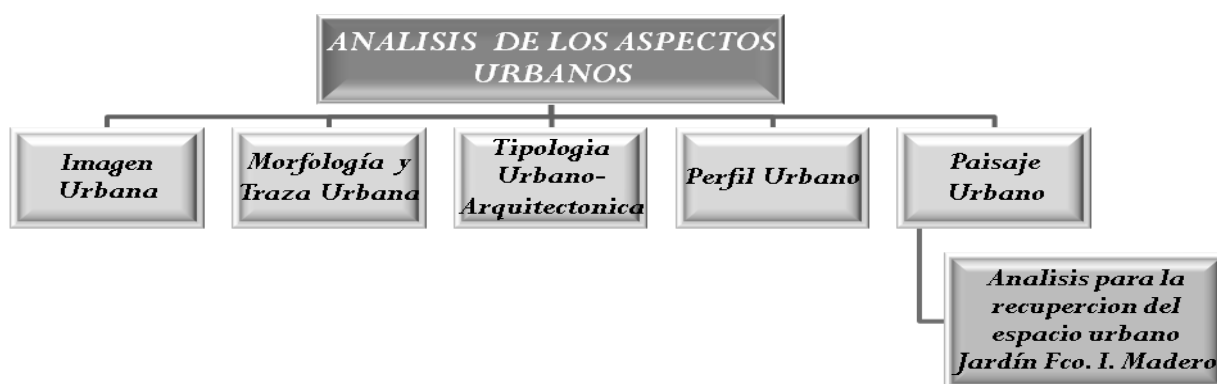 ANALISIS DE LOS ASPECTOS
URBANOS
Imagen
Urbana
Morfología y
Traza Urbana
Tipologia
Urbano-
Arquitectonica
Perfil Urbano
Paisaje
Urbano
Analisis para la
recupercion del
espacio urbano
Jardín Fco. I. Madero